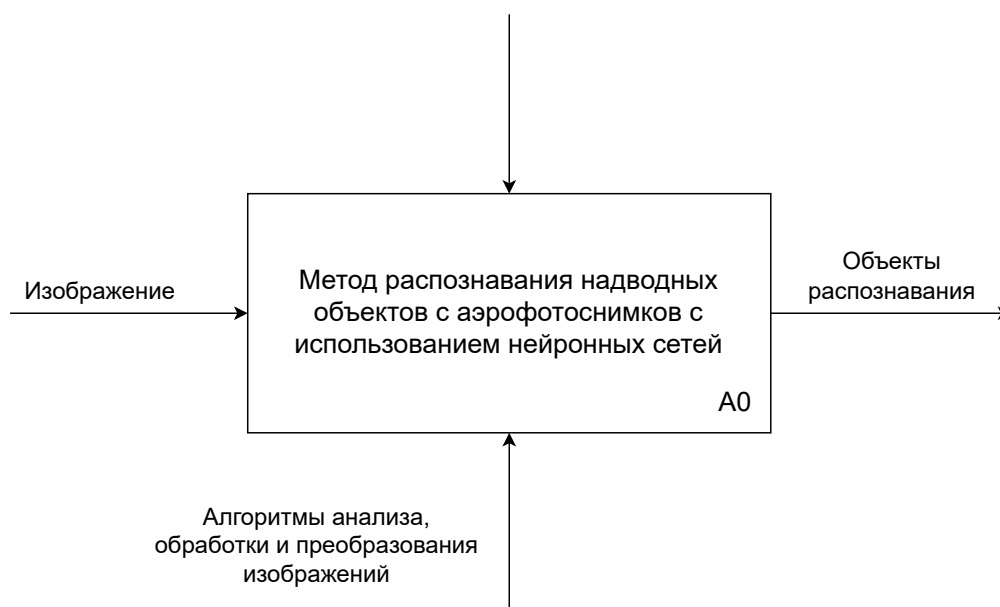 Изображение
Метод распознавания надводных
объектов с аэрофотоснимков с
использованием нейронных сетей
A0
Объекты
распознавания
Алгоритмы анализа,
обработки и преобразования
изображений